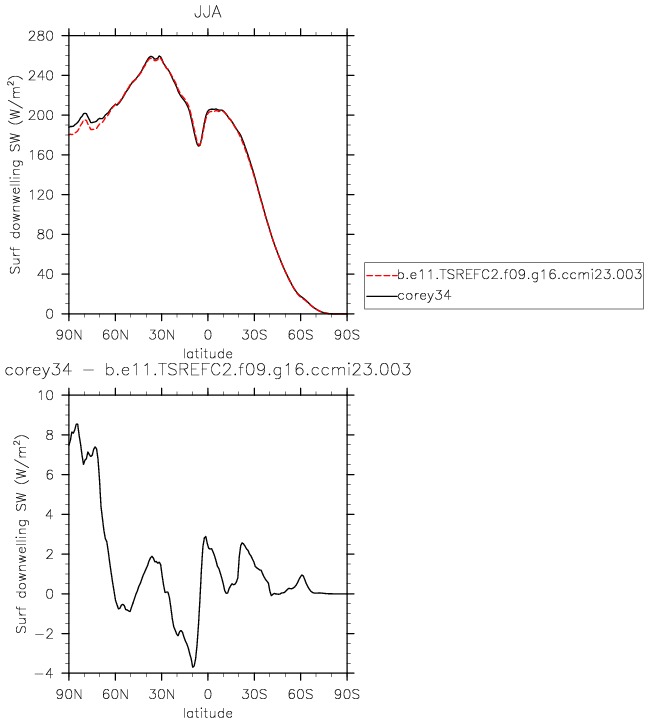 JJA
280
240
200
160
120
80
40
0
Surf downwelling SW (W/m²)
90N 60N 30N 0 30S 60S 90S
latitude
b.e11.TSREFC2.f09.g16.ccmi23.003
corey34
corey34 − b.e11.TSREFC2.f09.g16.ccmi23.003
10
8
6
4
2
0
−2
−4
Surf downwelling SW (W/m²)
90N 60N 30N 0 30S 60S 90S
latitude